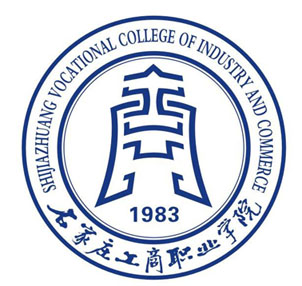 SHIJIAZHUANG VOCATIONAL COLLEGE OF INDUSTRY AND COMMERCE
1983
石家庄工商职业学院